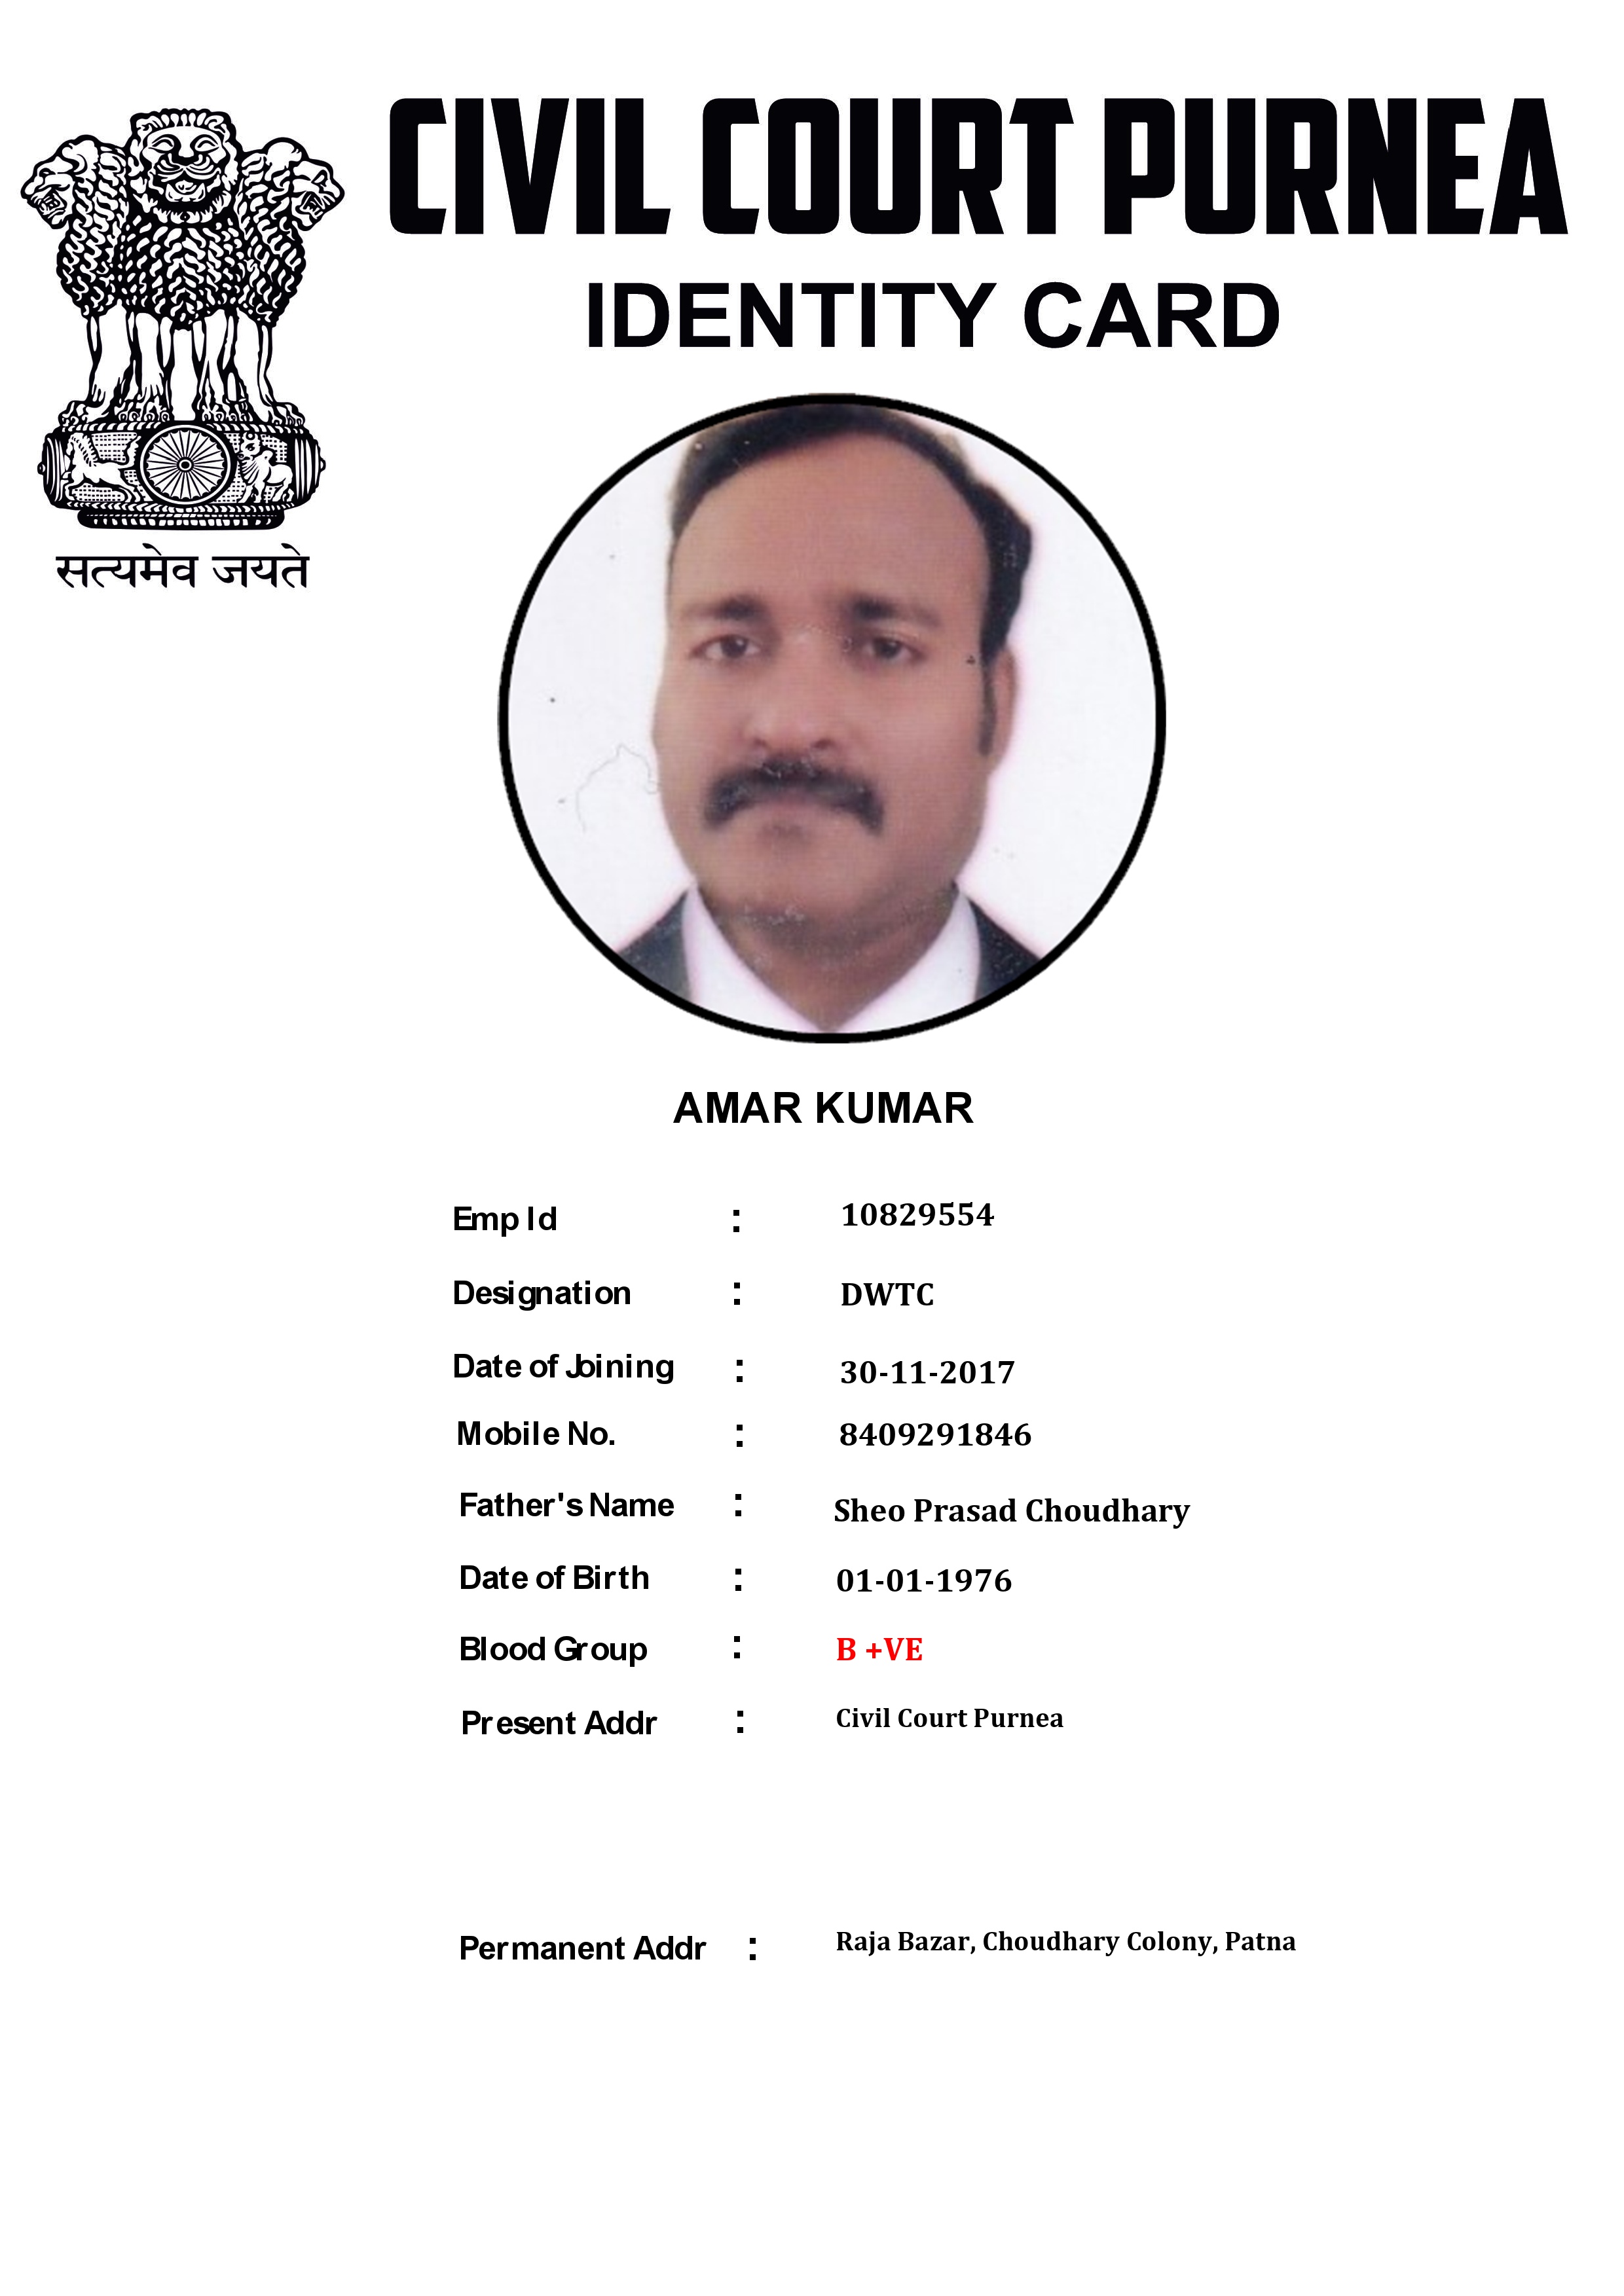 CIVIL COURT PURNEA
IDENTITY CARD
सत्यमेव जयते
AMAR KUMAR
Emp Id : 10829554
Designation : DWTC
Date of Joining : 30-11-2017
Mobile No. : 8409291846
Father's Name : Sheo Prasad Choudhary
Date of Birth : 01-01-1976
Blood Group : B +VE
Present Addr : Civil Court Purnea
Permanent Addr : Raja Bazar, Choudhary Colony, Patna